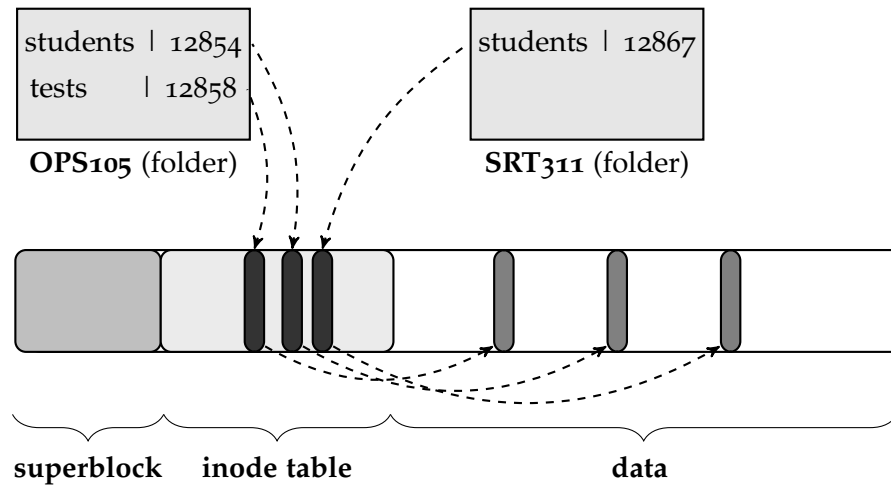 students | 12854
tests | 12858
OPS105 (folder)
students | 12867
SRT311 (folder)
superblock inode table data